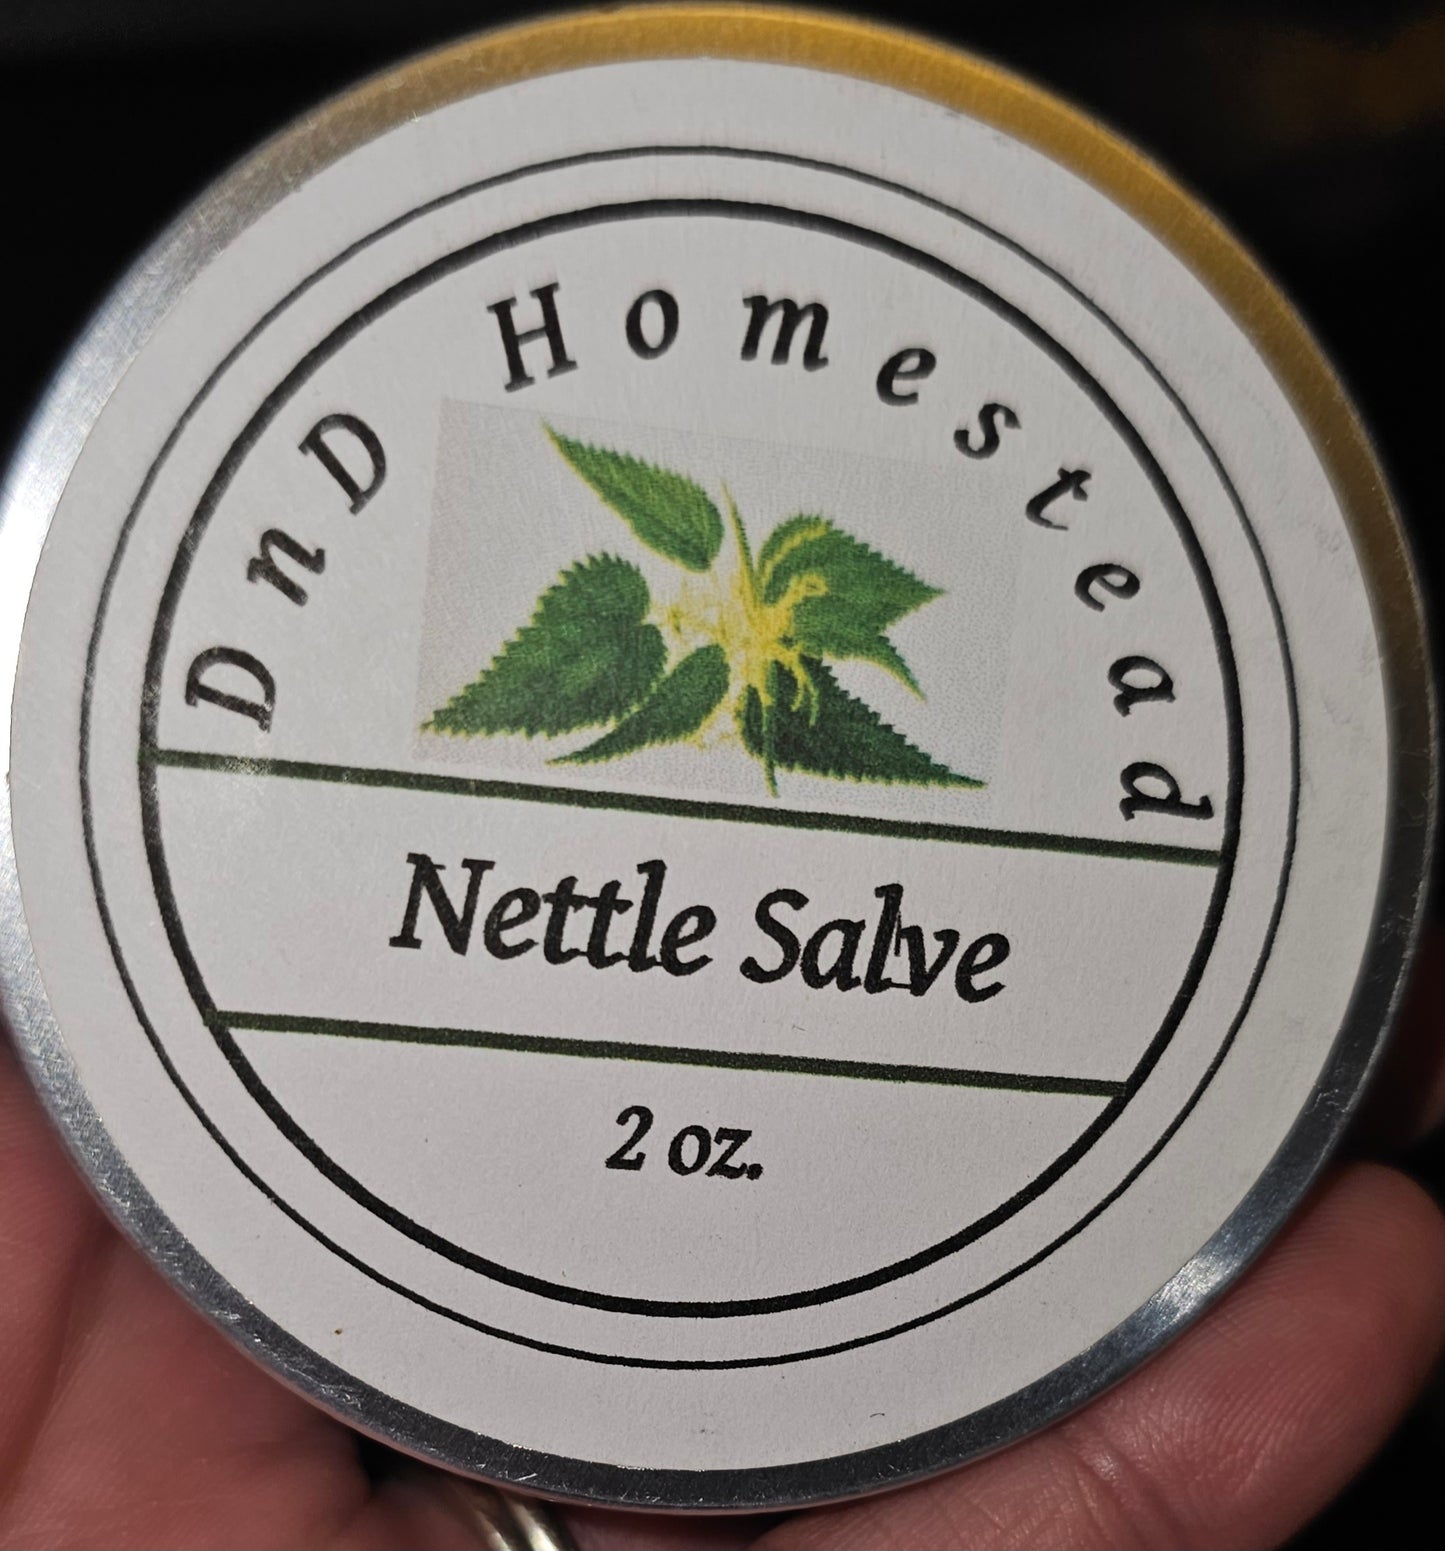 DnD Homestead
Nettle Salve
2 oz.